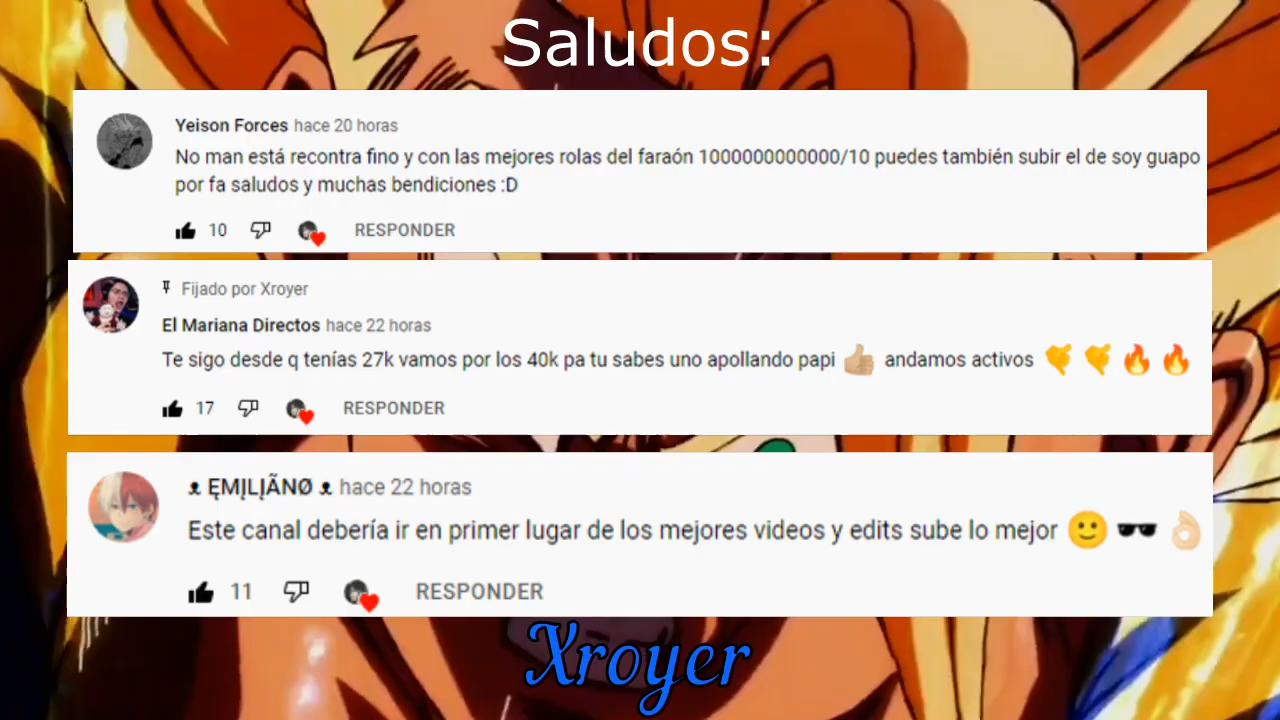 Saludos:
Yeison Forces hace 20 horas
No man está recontra fino y con las mejores rolas del faraón 1000000000000/10 puedes también subir el de soy guapo
por fa saludos y muchas bendiciones :D
10 RESPONDER
Fijado por Xroyer
El Mariana Directos hace 22 horas
Te sigo desde q tenías 27k vamos por los 40k pa tu sabes uno apollando papi 👍🏼 andamos activos 🤙 🤙 🔥 🔥
17 RESPONDER
ᴥ ĘMĮLĮÃNØ ᴥ hace 22 horas
Este canal debería ir en primer lugar de los mejores videos y edits sube lo mejor 🙂 🕶 👌🏻
11 RESPONDER
Xroyer